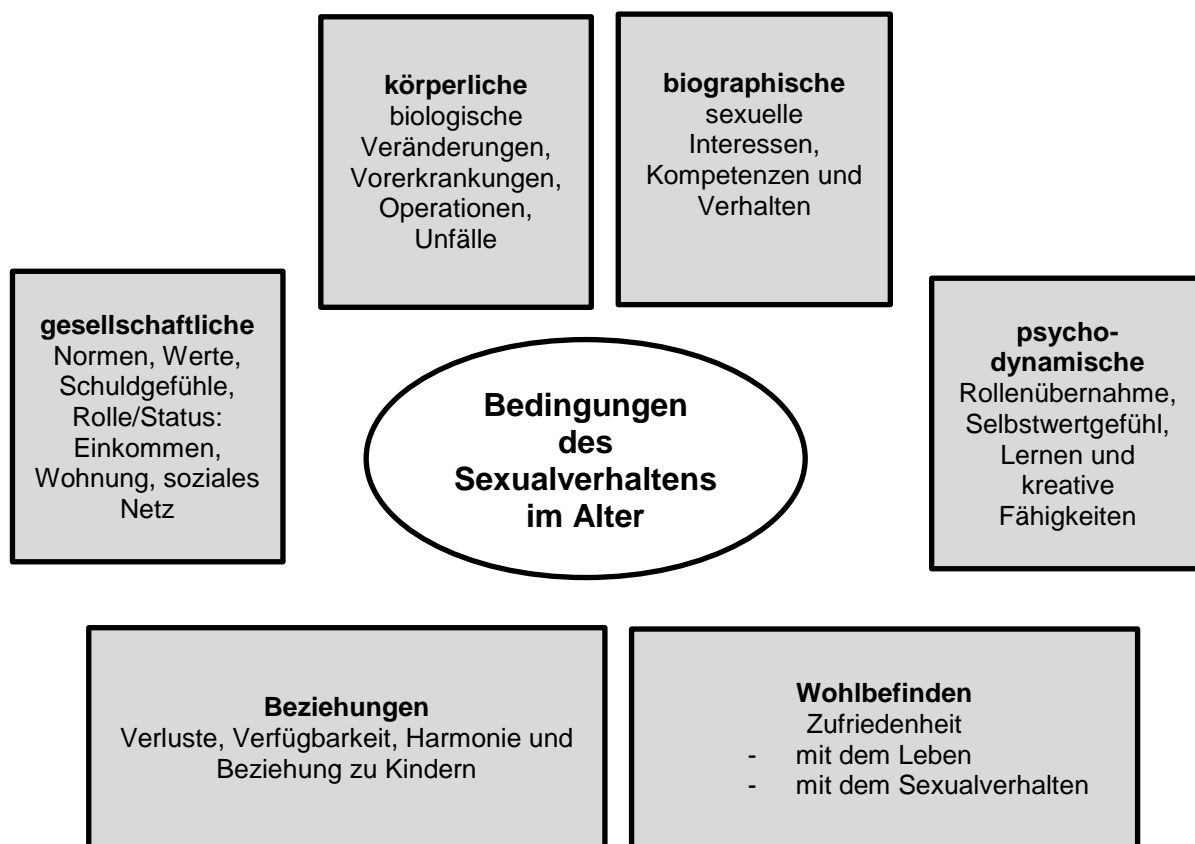 körperliche
biologische
Veränderungen,
Vorerkrankungen,
Operationen,
Unfälle
biographische
sexuelle
Interessen,
Kompetenzen und
Verhalten
gesellschaftliche
Normen, Werte,
Schuldgefühle,
Rolle/Status:
Einkommen,
Wohnung, soziales
Netz
Bedingungen
des
Sexualverhaltens
im Alter
psycho-
dynamische
Rollenübernahme,
Selbstwertgefühl,
Lernen und
kreative
Fähigkeiten
Beziehungen
Verluste, Verfügbarkeit, Harmonie und
Beziehung zu Kindern
Wohlbefinden
Zufriedenheit
- mit dem Leben
- mit dem Sexualverhalten